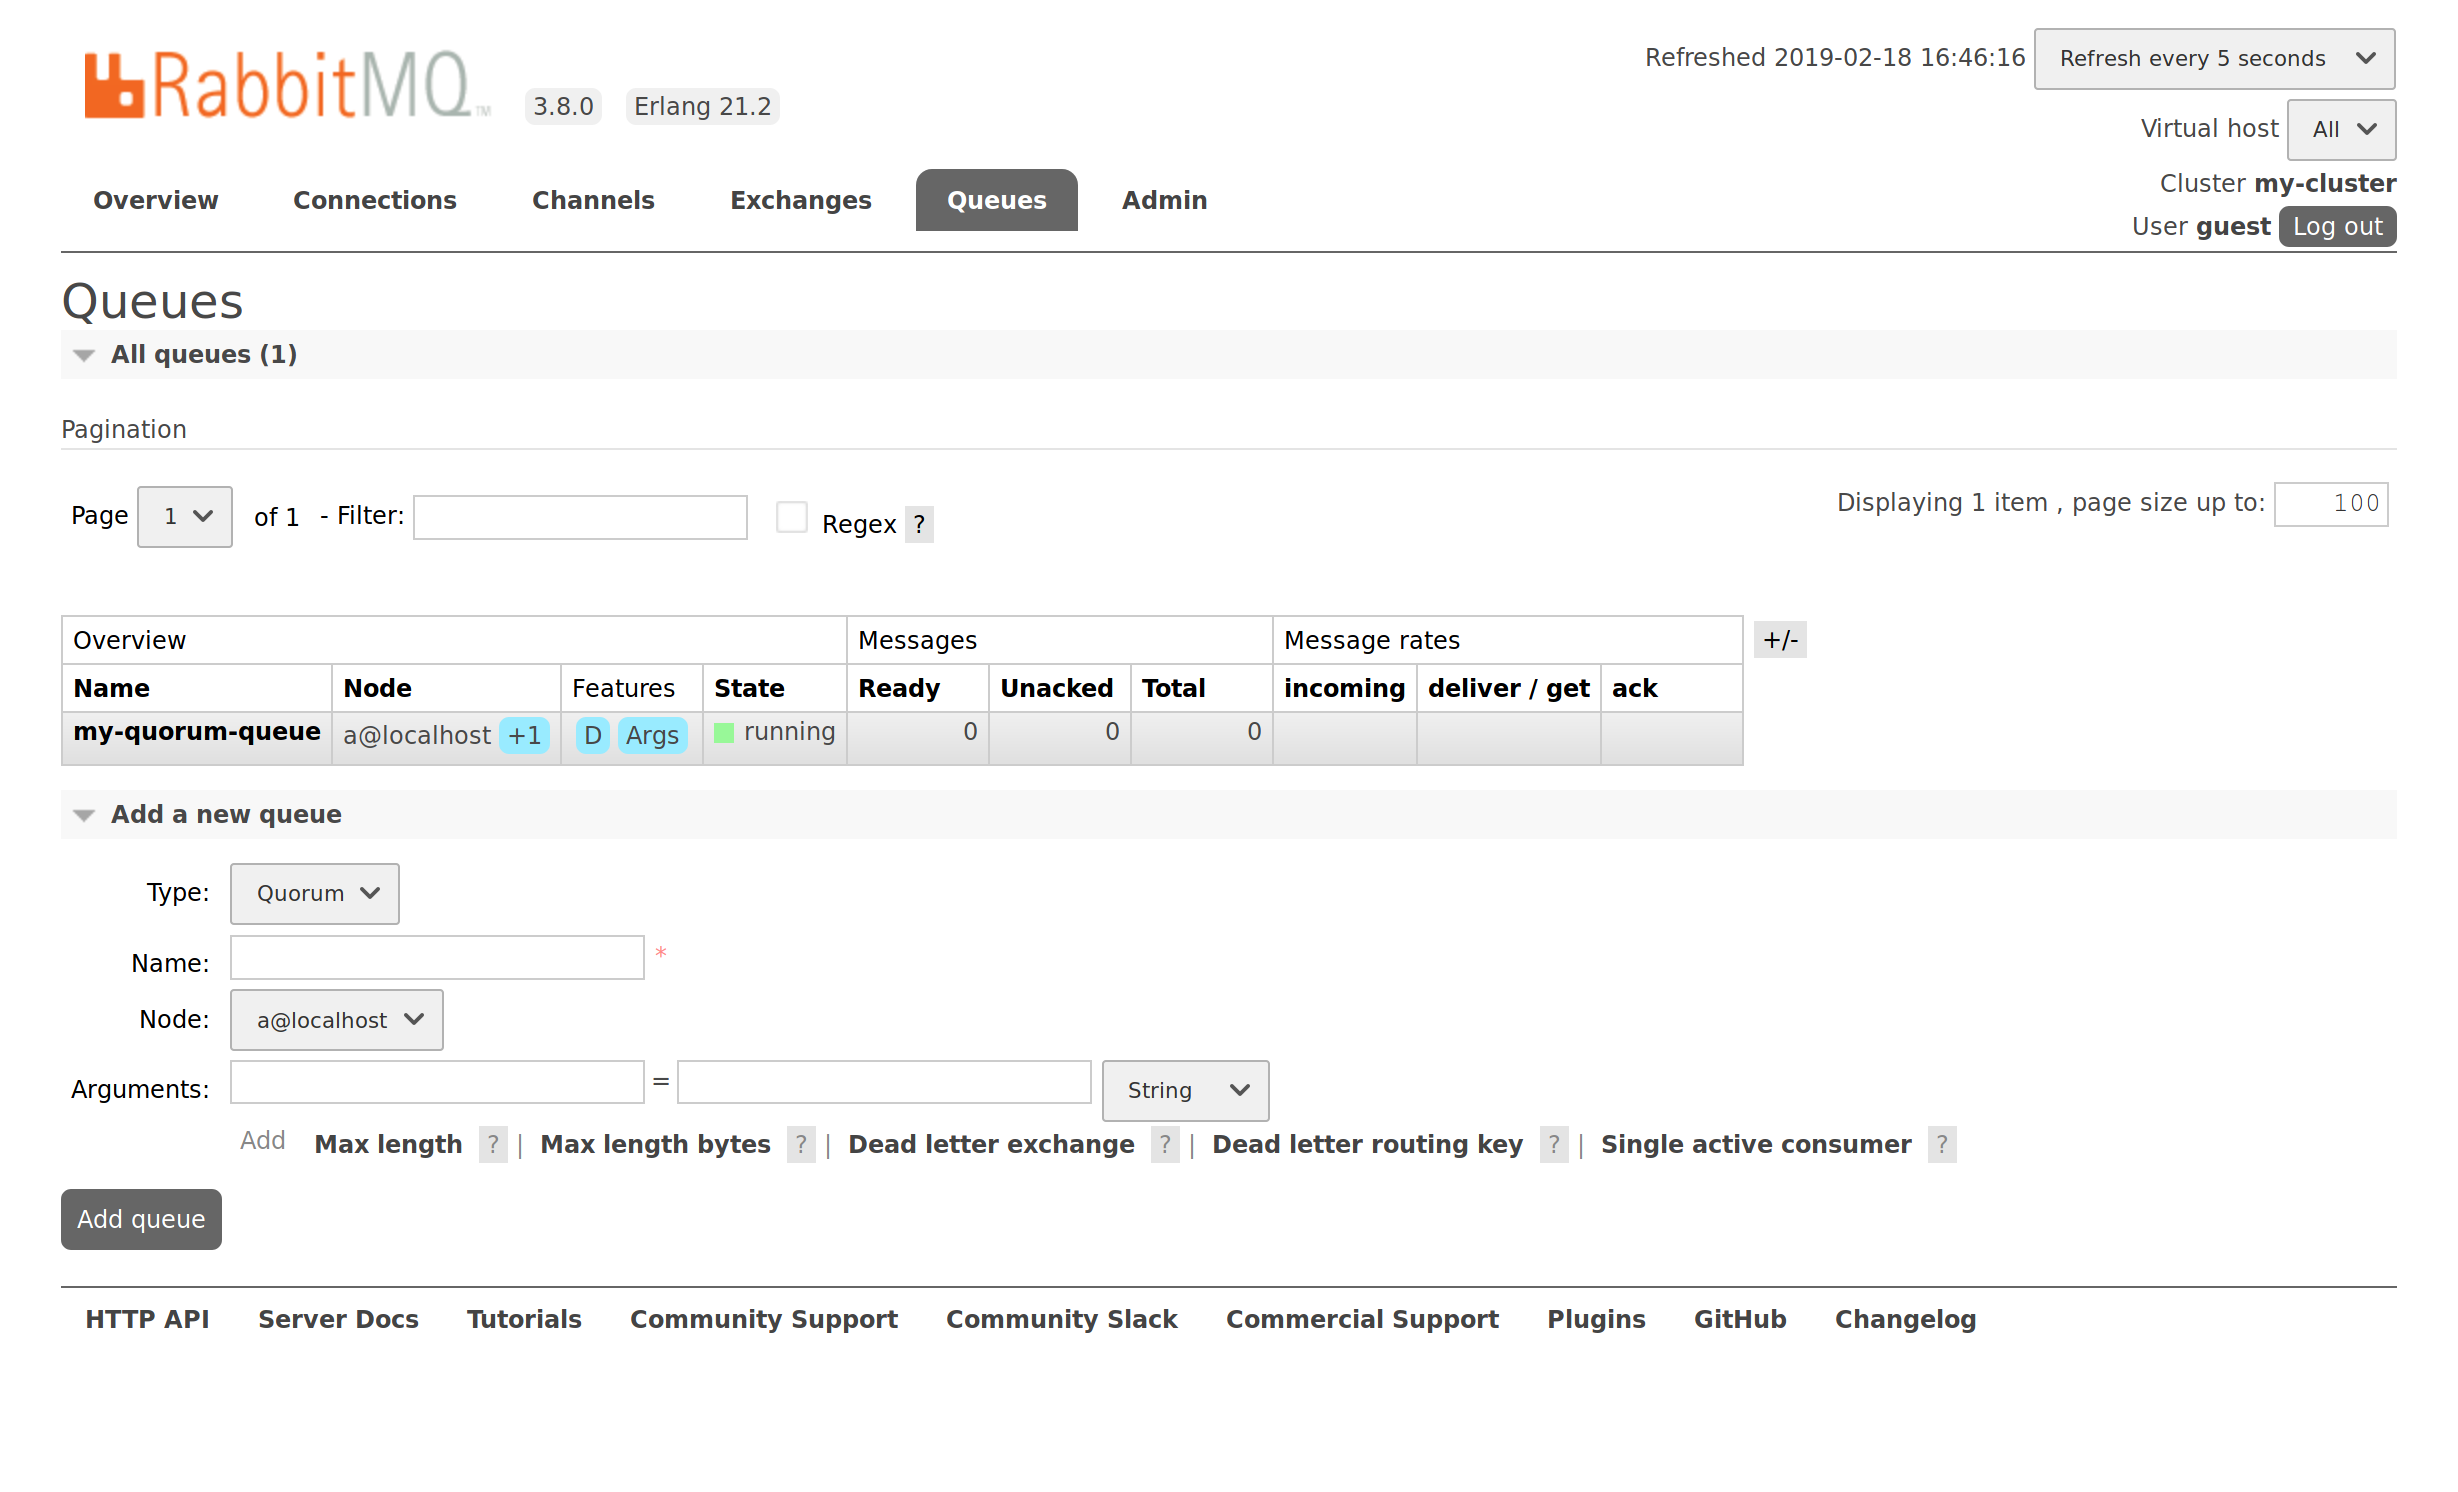 RabbitMQ™ 3.8.0 Erlang 21.2
Refreshed 2019-02-18 16:46:16 Refresh every 5 seconds
Virtual host All
Cluster my-cluster
User guest Log out
Overview Connections Channels Exchanges Queues Admin
Queues
All queues (1)
Pagination
Page 1 of 1 - Filter: Regex ? Displaying 1 item , page size up to: 100
Overview Messages Message rates +/-
Name Node Features State Ready Unacked Total incoming deliver / get ack
my-quorum-queue a@localhost +1 D Args running 0 0 0
Add a new queue
Type: Quorum
Name: *
Node: a@localhost
Arguments: = String
Add Max length ? | Max length bytes ? | Dead letter exchange ? | Dead letter routing key ? | Single active consumer ?
Add queue
HTTP API Server Docs Tutorials Community Support Community Slack Commercial Support Plugins GitHub Changelog